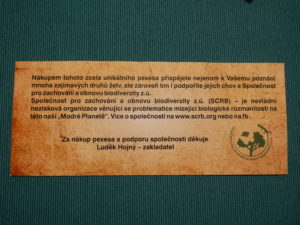 Nákupem tohoto zcela unikátního pexesa přispějete nejenom k Vašemu poznání
mnoha zajímavých druhů želv, ale zároveň tím i podpoříte jejich chov a Společnost
pro zachování a obnovu biodiverzity z.ú.
Společnost pro zachování a obnovu biodiverzity z.ú. (SCRB) – je nevládní
nezisková organizace věnující se problematice mizející biologické rozmanitosti na
této naší „Modré Planetě". Více o společnosti na www.scrb.org nebo na fb .
Za nákup pexesa a podporu společnosti děkuje
Luděk Hojný – zakladatel